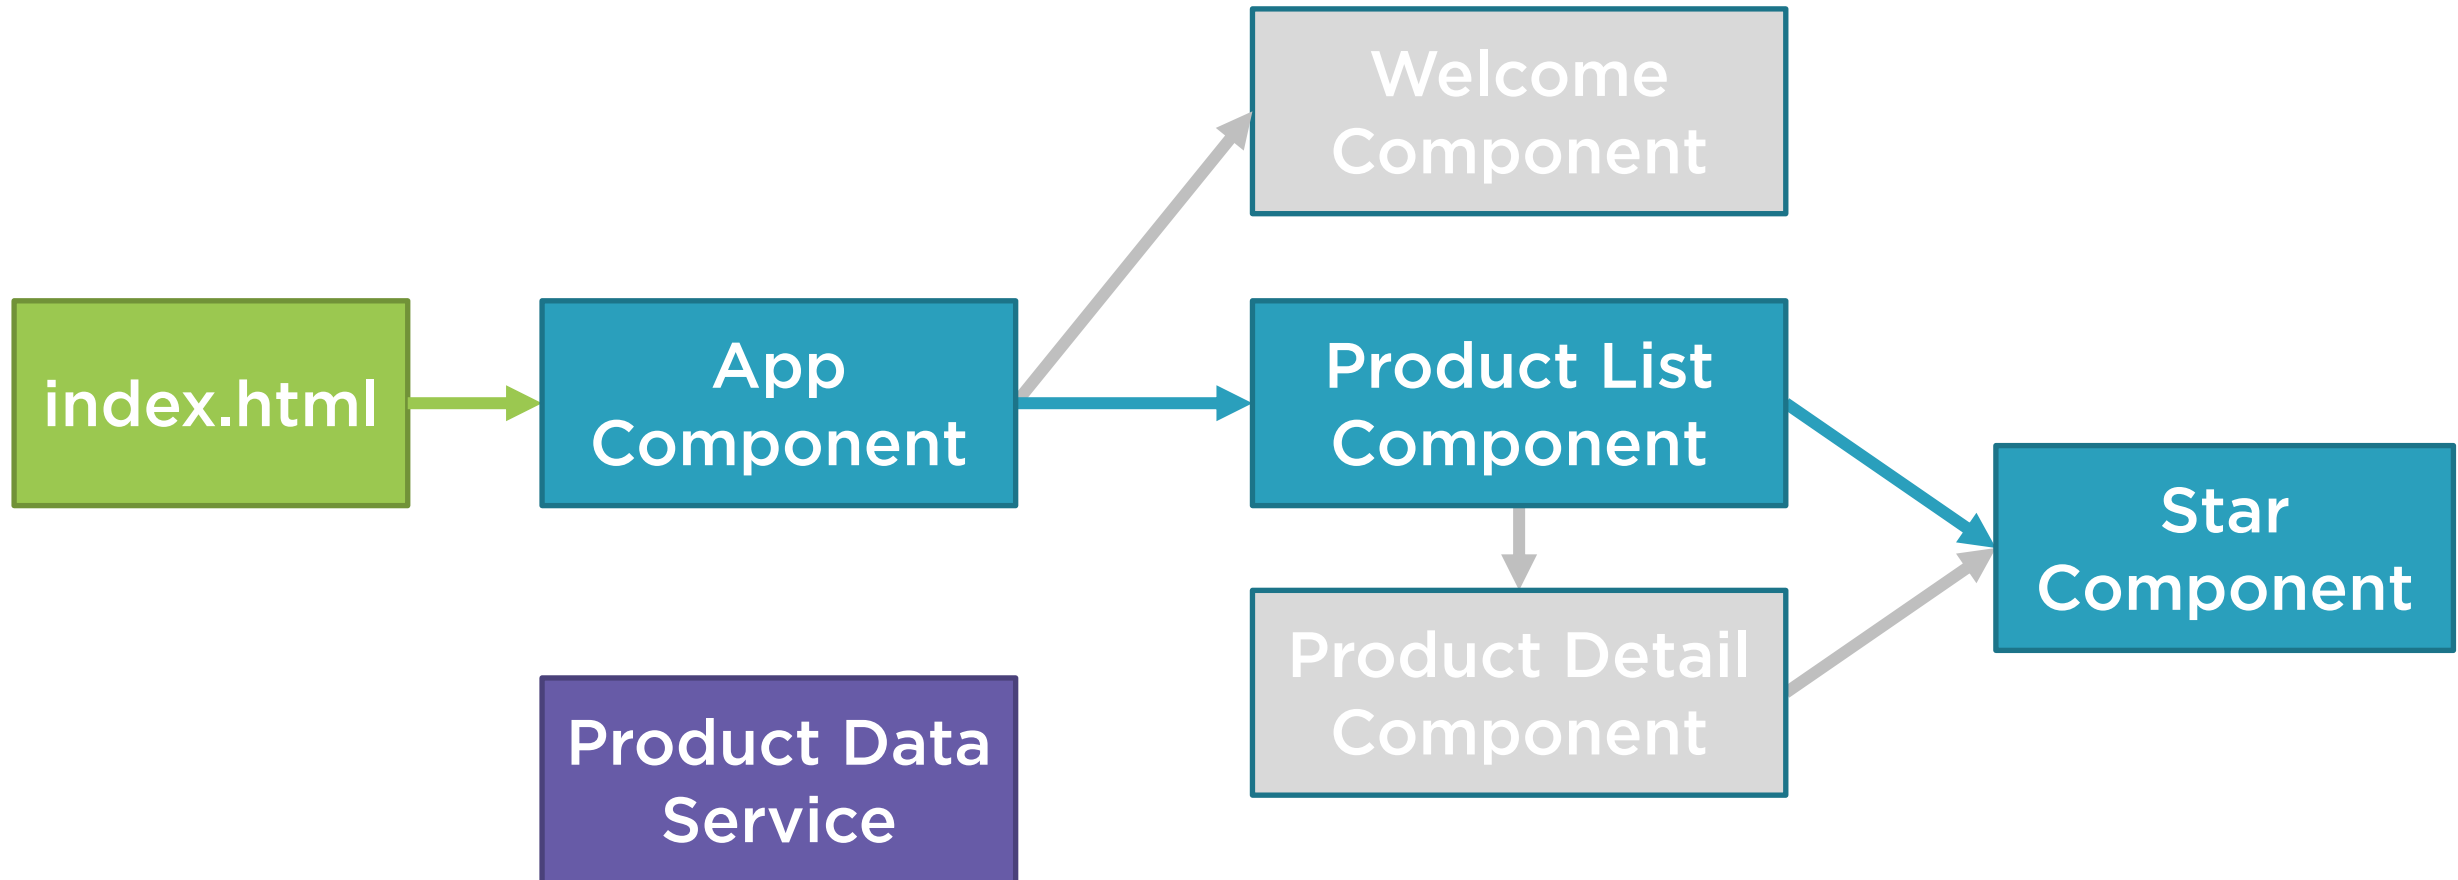 Welcome
Component
index.html
App
Component
Product List
Component
Star
Component
Product Detail
Component
Product Data
Service